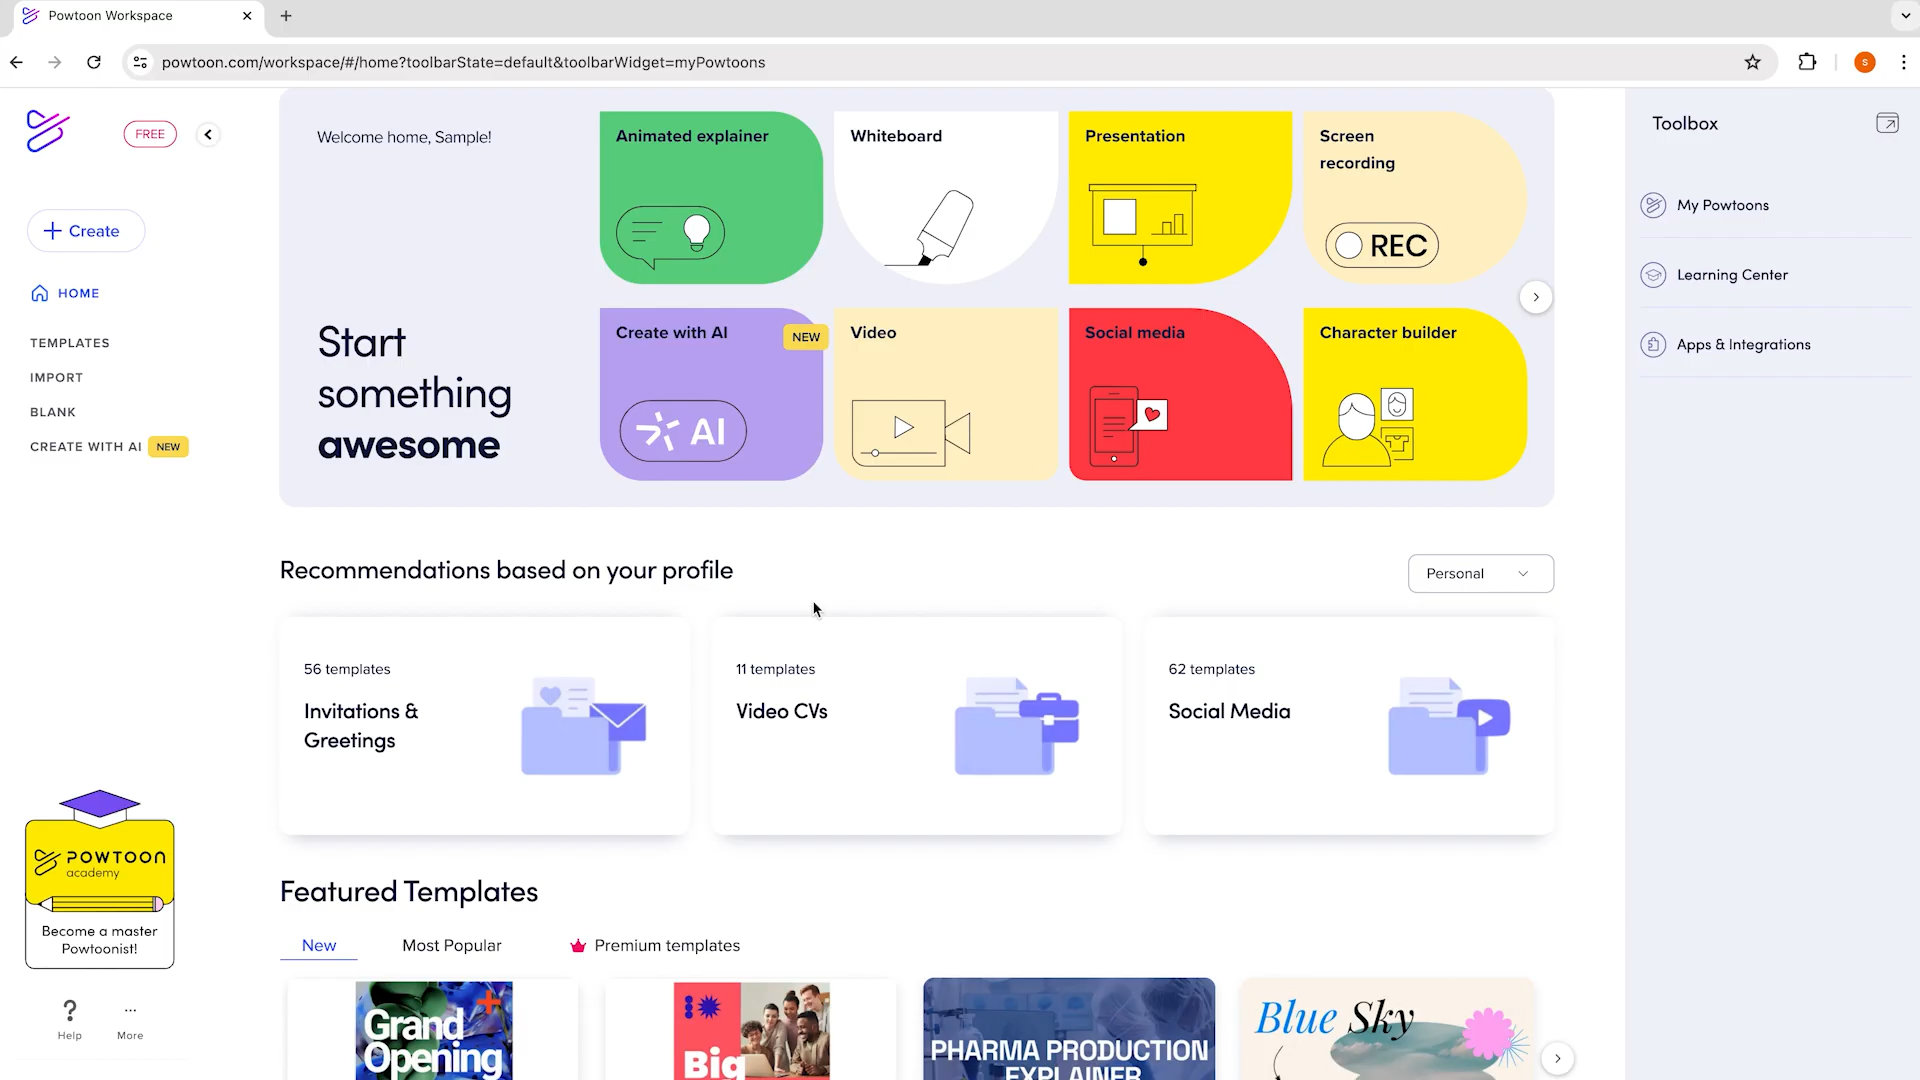 Powtoon Workspace
powtoon.com/workspace/#/home?toolbarState=default&toolbarWidget=myPowtoons
S
FREE
Create
HOME
TEMPLATES
IMPORT
BLANK
CREATE WITH AI NEW
POWTOON
academy
Become a master
Powtoonist!
?
Help
...
More
Welcome home, Sample!
Start
something
awesome
Animated explainer
Whiteboard
Presentation
Screen
recording
REC
Create with AI
NEW
AI
Video
Social media
Character builder
Recommendations based on your profile
Personal
56 templates
Invitations &
Greetings
11 templates
Video CVs
62 templates
Social Media
Featured Templates
New
Most Popular
Premium templates
Grand
Opening
Big
PHARMA PRODUCTION
EXPLAINER
Blue Sky
Toolbox
My Powtoons
Learning Center
Apps & Integrations